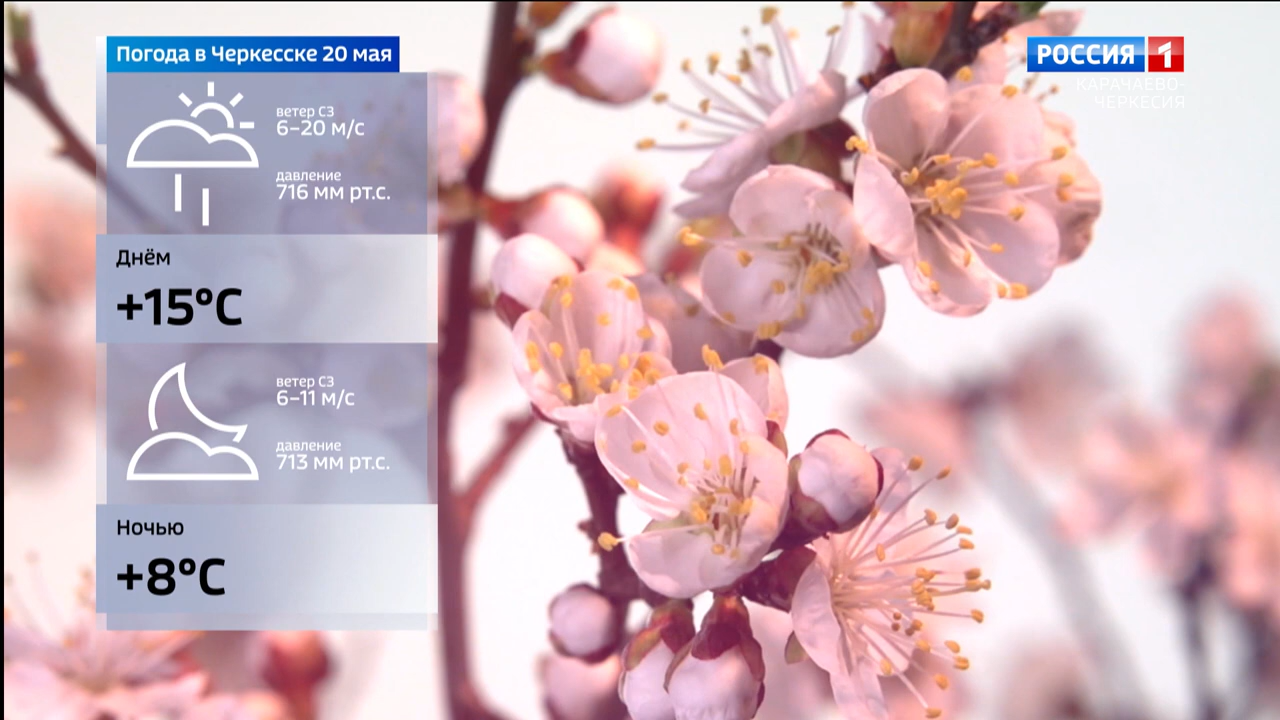 Погода в Черкесске 20 мая
РОССИЯ 1
КАРАЧАЕВО-
ЧЕРКЕСИЯ
ветер СЗ
6–20 м/с
давление
716 мм рт.с.
Днём
+15°C
ветер СЗ
6–11 м/с
давление
713 мм рт.с.
Ночью
+8°C